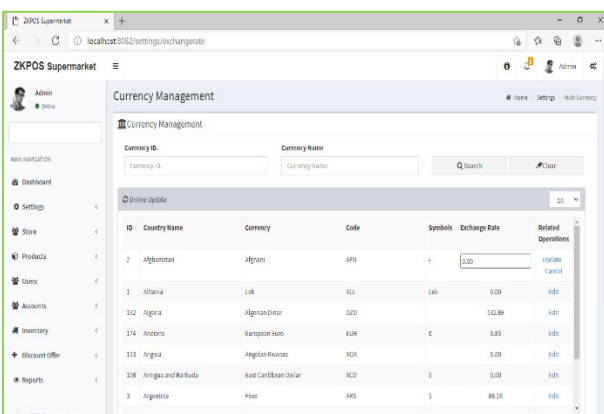 ZKPOS Supermarket
localhost:8082/settings/exchangerate
ZKPOS Supermarket
Admin
Admin
Online
Currency Management
Home Settings Multi Currency
Currency Management
Currency ID. Currency Name
Currency ID. Currency Name Search Clear
MAIN NAVIGATION
Dashboard
Settings
Store
Products
Users
Accounts
Inventory
Discount Offer
Reports
Online Update 10
ID Country Name Currency Code Symbols Exchange Rate Related Operations
2 Afghanistan Afghani AFN 0.00 Update Cancel
1 Albania Lek ALL Lek 0.00 Edit
132 Algeria Algerian Dinar DZD 132.88 Edit
174 Andorra European Euro EUR € 0.83 Edit
133 Angola Angolan Kwanza AOA 0.00 Edit
Antigua and Barbuda East Caribbean Dollar XCD $ 0.00 Edit
3 Argentina Peso ARS $ 88.16 Edit